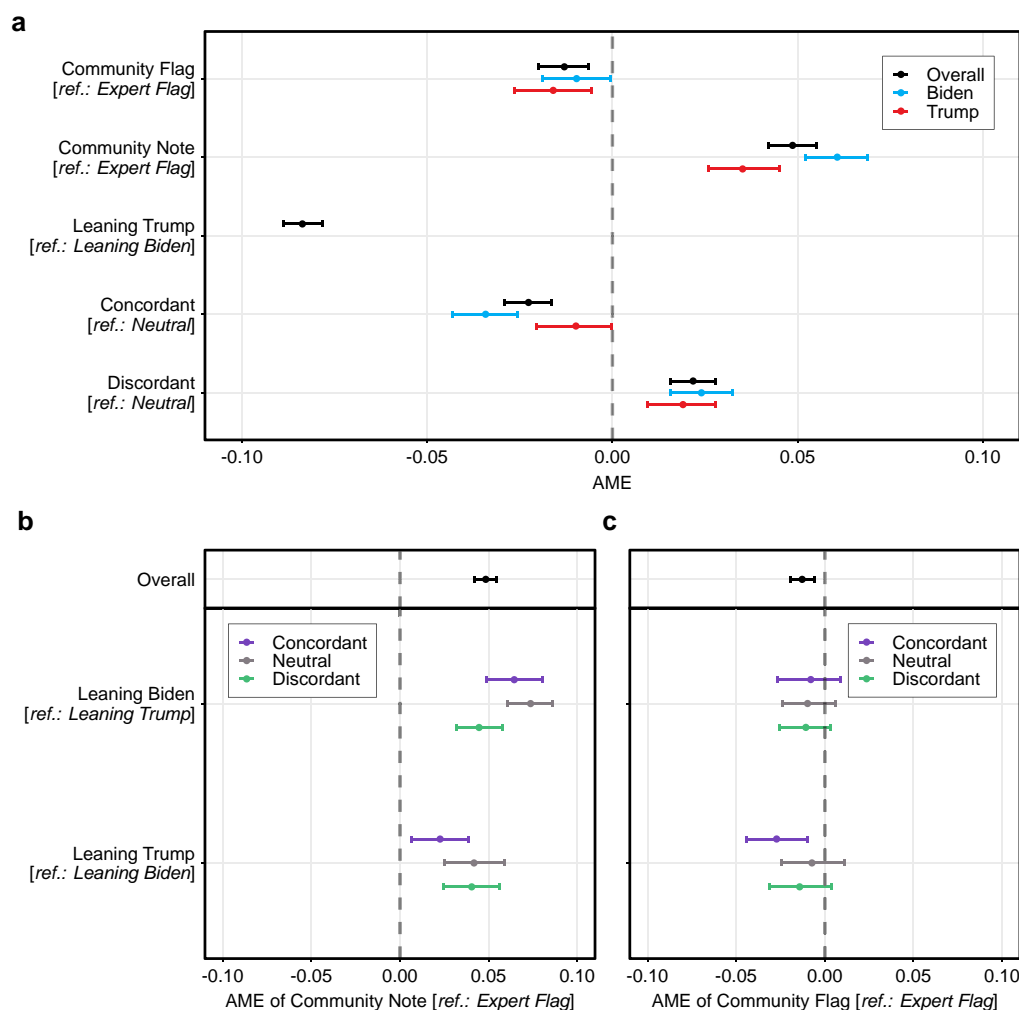 a
Community Flag
[ref.: Expert Flag]
Community Note
[ref.: Expert Flag]
Leaning Trump
[ref.: Leaning Biden]
Concordant
[ref.: Neutral]
Discordant
[ref.: Neutral]
Overall
Biden
Trump
-0.10 -0.05 0.00 0.05 0.10
AME
b
Overall
Leaning Biden
[ref.: Leaning Trump]
Leaning Trump
[ref.: Leaning Biden]
Concordant
Neutral
Discordant
-0.10 -0.05 0.00 0.05 0.10
AME of Community Note [ref.: Expert Flag]
c
Concordant
Neutral
Discordant
-0.10 -0.05 0.00 0.05 0.10
AME of Community Flag [ref.: Expert Flag]